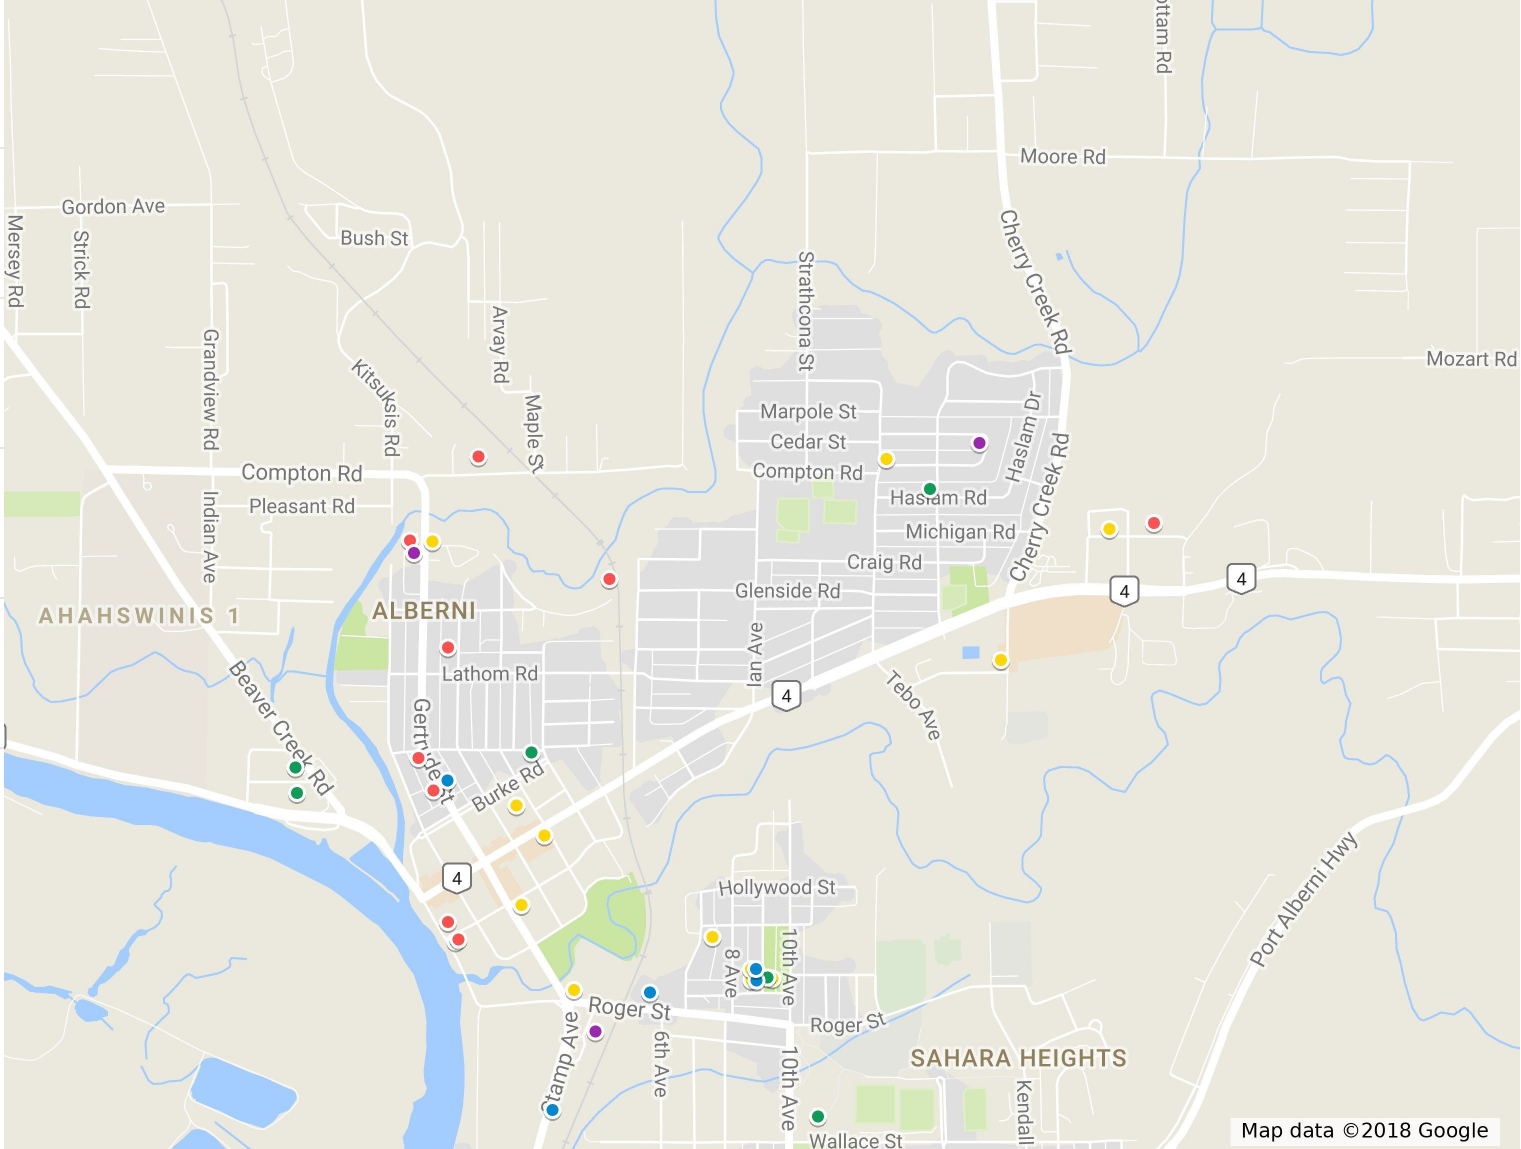 ottam Rd
Moore Rd
Gordon Ave
Mersey Rd
Strick Rd
Bush St
Cherry Creek Rd
Strathcona St
Arvay Rd
Grandview Rd
Kitsuksis Rd
Mozart Rd
Maple St
Marpole St
Haslam Dr
Cedar St
Compton Rd
Compton Rd
Cherry Creek Rd
Pleasant Rd
Haslam Rd
Indian Ave
Michigan Rd
Craig Rd
Glenside Rd
4
4
AHAHSWINIS 1
ALBERNI
Ian Ave
Lathom Rd
4
Tebo Ave
Beaver Creek Rd
Gertrude St
Burke Rd
4
Hollywood St
Port Alberni Hwy
8 Ave
10th Ave
Roger St
Roger St
Stamp Ave
6th Ave
10th Ave
SAHARA HEIGHTS
Kendall
Wallace St
Map data ©2018 Google